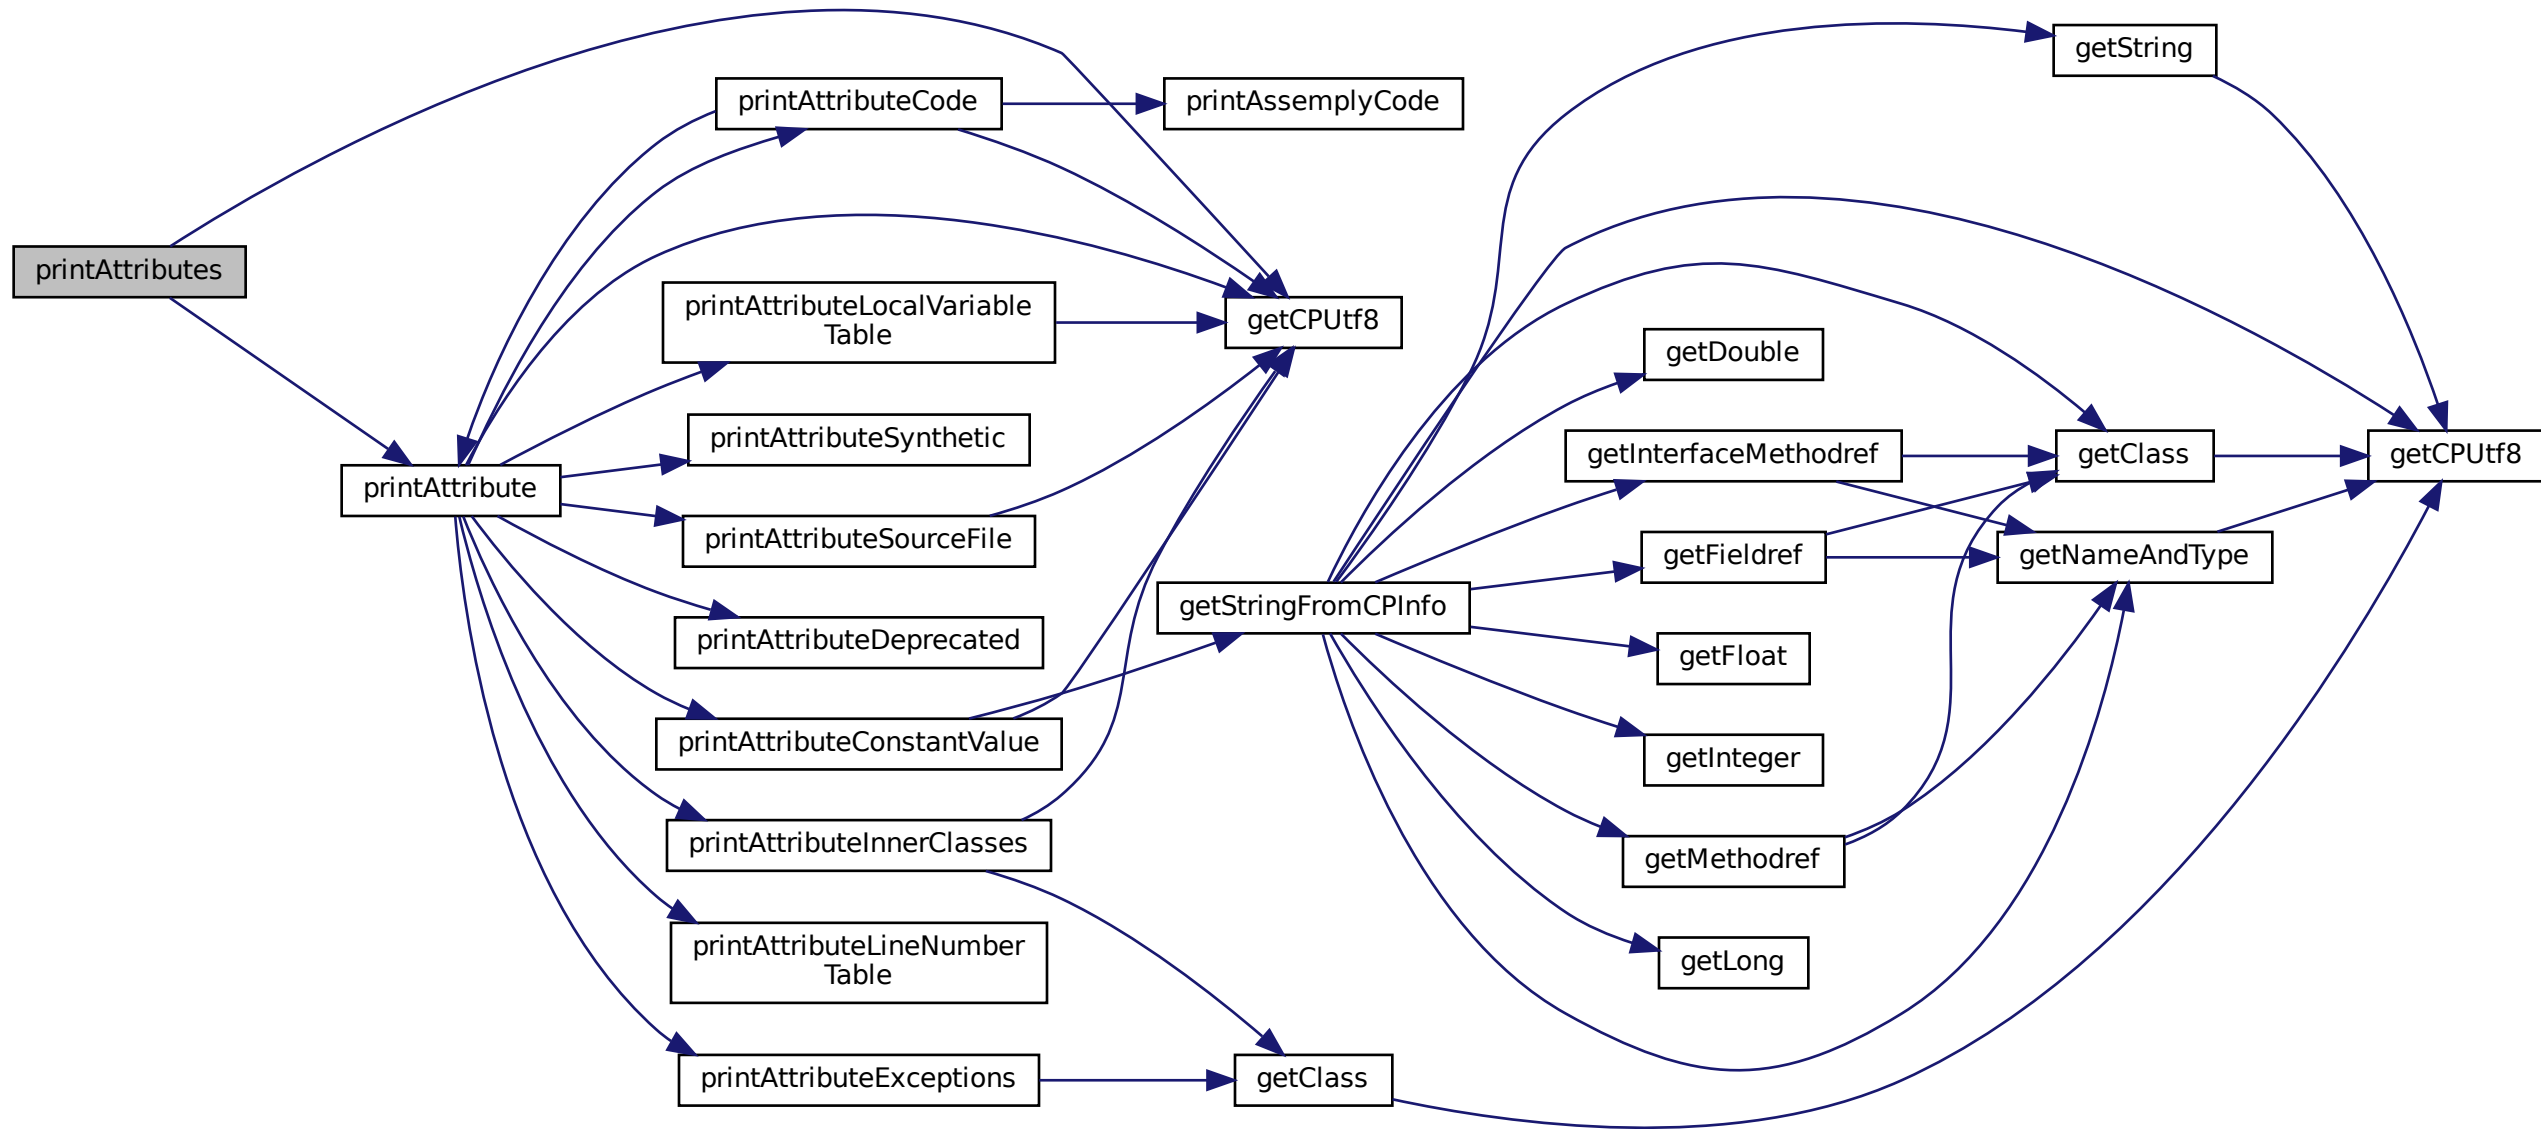 printAttributes
printAttribute
printAttributeCode
printAttributeLocalVariable
Table
printAttributeSynthetic
printAttributeSourceFile
printAttributeDeprecated
printAttributeConstantValue
printAttributeInnerClasses
printAttributeLineNumber
Table
printAttributeExceptions
printAssemplyCode
getCPUtf8
getStringFromCPInfo
getClass
getDouble
getInterfaceMethodref
getFieldref
getFloat
getInteger
getMethodref
getLong
getString
getClass
getNameAndType
getCPUtf8